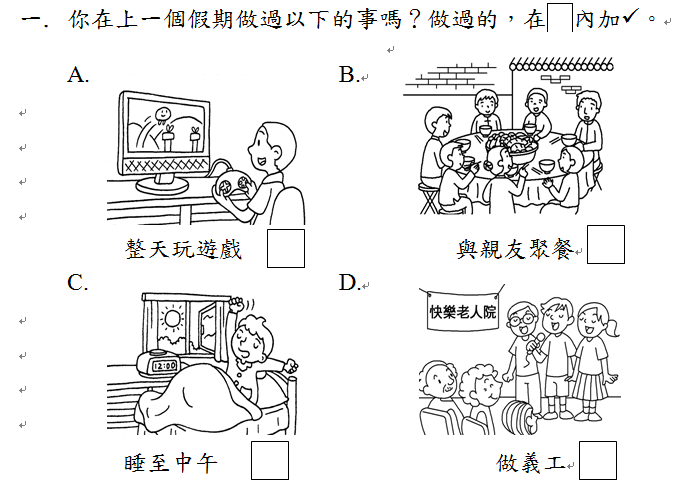 一. 你在上一個假期做過以下的事嗎?做過的,在□內加✓。
A.
B.
整天玩遊戲 □
與親友聚餐 □
C.
D.
12:00
快樂老人院
睡至中午 □
做義工 □